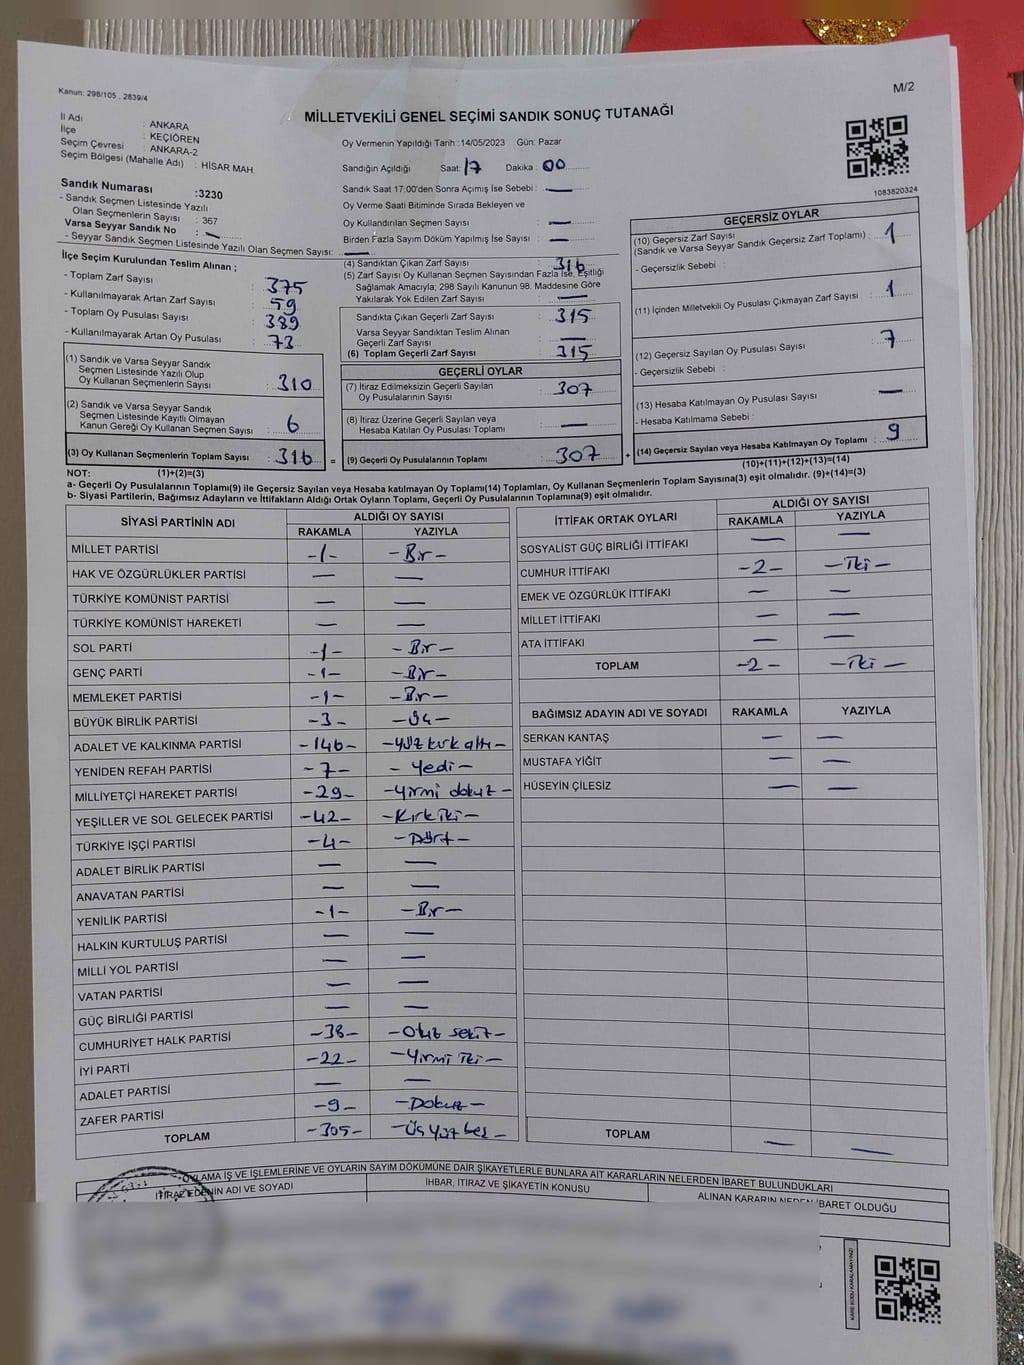 Kanun: 298/105 , 2839/4
M/2
MİLLETVEKİLİ GENEL SEÇİMİ SANDIK SONUÇ TUTANAĞI
İl Adı : ANKARA
İlçe : KEÇİÖREN
Seçim Çevresi : ANKARA-2
Seçim Bölgesi (Mahalle Adı) : HİSAR MAH.
Sandık Numarası :3230
- Sandık Seçmen Listesinde Yazılı
Olan Seçmenlerin Sayısı : 367
Varsa Seyyar Sandık No : —
- Seyyar Sandık Seçmen Listesinde Yazılı Olan Seçmen Sayısı: —
Oy Vermenin Yapıldığı Tarih :14/05/2023 Gün: Pazar
Sandığın Açıldığı Saat: 17 Dakika : 00
Sandık Saat 17:00'den Sonra Açımış İse Sebebi : —
Oy Verme Saati Bitiminde Sırada Bekleyen ve
Oy Kullandırılan Seçmen Sayısı : —
Birden Fazla Sayım Döküm Yapılmış İse Sayısı : —
1083820324
İlçe Seçim Kurulundan Teslim Alınan ;
- Toplam Zarf Sayısı : 375
- Kullanılmayarak Artan Zarf Sayısı : 59
- Toplam Oy Pusulası Sayısı : 389
- Kullanılmayarak Artan Oy Pusulası : 73
(1) Sandık ve Varsa Seyyar Sandık
Seçmen Listesinde Yazılı Olup
Oy Kullanan Seçmenlerin Sayısı : 310
(2) Sandık ve Varsa Seyyar Sandık
Seçmen Listesinde Kayıtlı Olmayan
Kanun Gereği Oy Kullanan Seçmen Sayısı : 6
(3) Oy Kullanan Seçmenlerin Toplam Sayısı : 316 =
(4) Sandıktan Çıkan Zarf Sayısı : 316
(5) Zarf Sayısı Oy Kullanan Seçmen Sayısından Fazla İse, Eşitliği
Sağlamak Amacıyla; 298 Sayılı Kanunun 98. Maddesine Göre
Yakılarak Yok Edilen Zarf Sayısı : —
Sandıkta Çıkan Geçerli Zarf Sayısı : 315
Varsa Seyyar Sandıktan Teslim Alınan
Geçerli Zarf Sayısı : —
(6) Toplam Geçerli Zarf Sayısı : 315
GEÇERLİ OYLAR
(7) İtiraz Edilmeksizin Geçerli Sayılan
Oy Pusulalarının Sayısı : 307
(8) İtiraz Üzerine Geçerli Sayılan veya
Hesaba Katılan Oy Pusulası Toplamı : —
(9) Geçerli Oy Pusulalarının Toplamı : 307 +
GEÇERSİZ OYLAR
(10) Geçersiz Zarf Sayısı
(Sandık ve Varsa Seyyar Sandık Geçersiz Zarf Toplamı) : 1
- Geçersizlik Sebebi :
(11) İçinden Milletvekili Oy Pusulası Çıkmayan Zarf Sayısı : 1
(12) Geçersiz Sayılan Oy Pusulası Sayısı : 7
- Geçersizlik Sebebi :
(13) Hesaba Katılmayan Oy Pusulası Sayısı : —
- Hesaba Katılmama Sebebi :
(14) Geçersiz Sayılan veya Hesaba Katılmayan Oy Toplamı : 9
NOT: (1)+(2)=(3)
(10)+(11)+(12)+(13)=(14)
a- Geçerli Oy Pusulalarının Toplamı(9) ile Geçersiz Sayılan veya Hesaba katılmayan Oy Toplamı(14) Toplamları, Oy Kullanan Seçmenlerin Toplam Sayısına(3) eşit olmalıdır. (9)+(14)=(3)
b- Siyasi Partilerin, Bağımsız Adayların ve İttifakların Aldığı Ortak Oyların Toplamı, Geçerli Oy Pusulalarının Toplamına(9) eşit olmalıdır.
SİYASİ PARTİNİN ADI ALDIĞI OY SAYISI
RAKAMLA YAZIYLA
MİLLET PARTİSİ -1- -Bir-
HAK VE ÖZGÜRLÜKLER PARTİSİ — —
TÜRKİYE KOMÜNİST PARTİSİ — —
TÜRKİYE KOMÜNİST HAREKETİ — —
SOL PARTİ -1- -Bir-
GENÇ PARTİ -1- -Bir-
MEMLEKET PARTİSİ -1- -Bir-
BÜYÜK BİRLİK PARTİSİ -3- -Üç-
ADALET VE KALKINMA PARTİSİ -146- -Yüz kırk altı-
YENİDEN REFAH PARTİSİ -7- -Yedi-
MİLLİYETÇİ HAREKET PARTİSİ -29- -Yirmi dokuz-
YEŞİLLER VE SOL GELECEK PARTİSİ -42- -Kırk iki-
TÜRKİYE İŞÇİ PARTİSİ -4- -Dört-
ADALET BİRLİK PARTİSİ — —
ANAVATAN PARTİSİ — —
YENİLİK PARTİSİ -1- -Bir-
HALKIN KURTULUŞ PARTİSİ — —
MİLLİ YOL PARTİSİ — —
VATAN PARTİSİ — —
GÜÇ BİRLİĞİ PARTİSİ — —
CUMHURİYET HALK PARTİSİ -38- -Otuz sekiz-
İYİ PARTİ -22- -Yirmi iki-
ADALET PARTİSİ — —
ZAFER PARTİSİ -9- -Dokuz-
TOPLAM -305- -Üç Yüz beş-
İTTİFAK ORTAK OYLARI ALDIĞI OY SAYISI
RAKAMLA YAZIYLA
SOSYALİST GÜÇ BİRLİĞİ İTTİFAKI — —
CUMHUR İTTİFAKI -2- -İki-
EMEK VE ÖZGÜRLÜK İTTİFAKI — —
MİLLET İTTİFAKI — —
ATA İTTİFAKI — —
TOPLAM -2- -İki-
BAĞIMSIZ ADAYIN ADI VE SOYADI RAKAMLA YAZIYLA
SERKAN KANTAŞ — —
MUSTAFA YİĞİT — —
HÜSEYİN ÇİLESİZ — —
TOPLAM — —
OYLAMA İŞ VE İŞLEMLERİNE VE OYLARIN SAYIM DÖKÜMÜNE DAİR ŞİKAYETLERLE BUNLARA AİT KARARLARIN NELERDEN İBARET BULUNDUKLARI
İTİRAZ EDENİN ADI VE SOYADI
İHBAR, İTİRAZ VE ŞİKAYETİN KONUSU
ALINAN KARARIN NEDEN İBARET OLDUĞU
KARE KODU KARALAMAYINIZ!